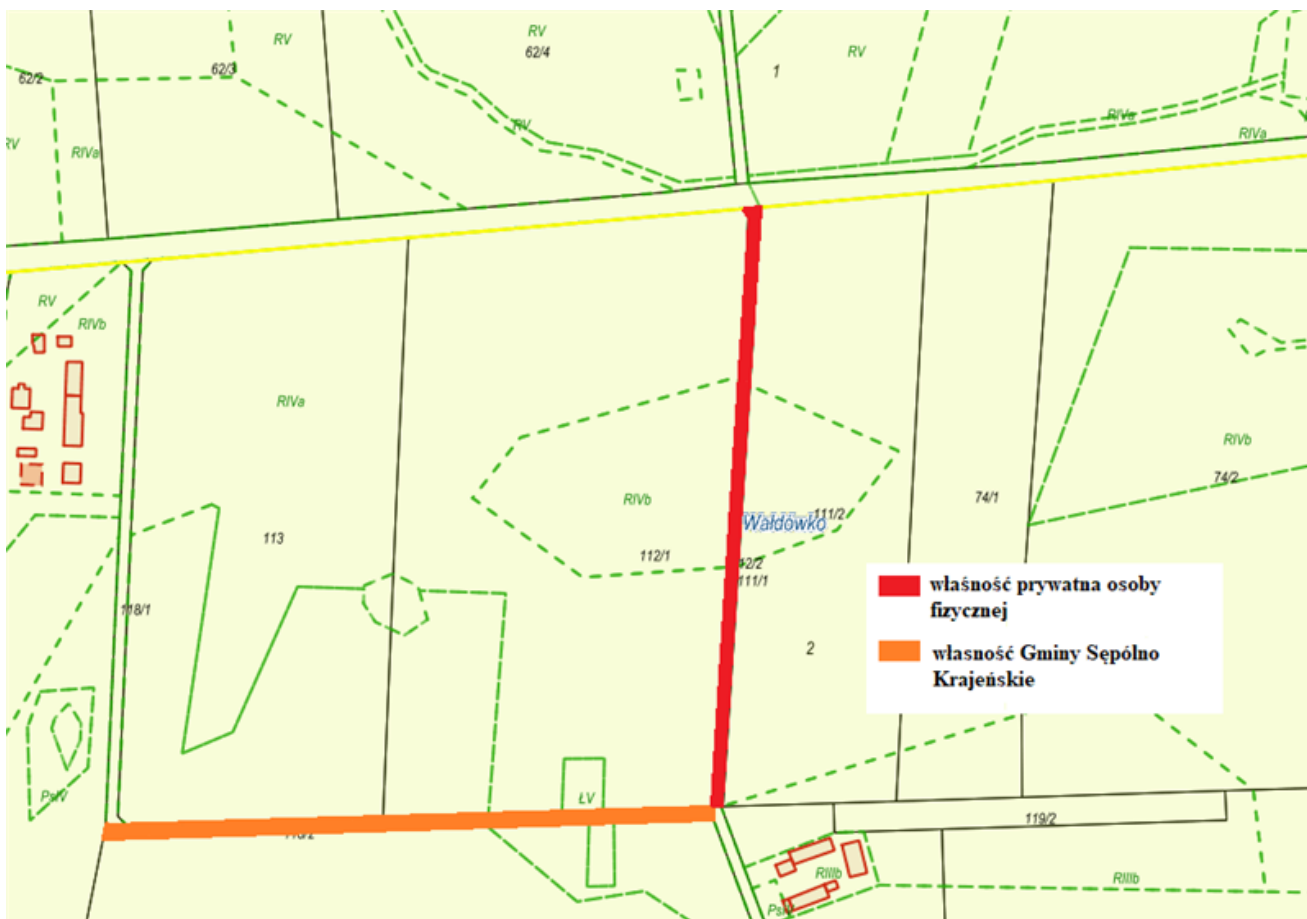 RV
62/4
RV
62/3
62/2
RV
1
RV
RIVa
RV
RIVa
RIVa
RV
RIVb
RIVa
RIVb
RIVb
74/2
74/1
111/2
Wałdówko
113
112/1
111/1
118/1
własność prywatna osoby
fizycznej
własność Gminy Sępólno
Krajeńskie
2
PsIV
ŁV
119/2
RIIIb
RIIIb